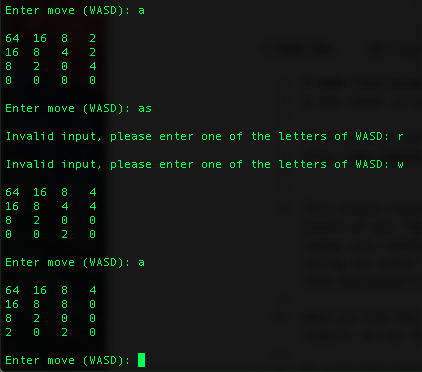 Enter move (WASD): a
64 16 8 2
16 8 4 2
8 2 0 4
0 0 0 0
Enter move (WASD): as
Invalid input, please enter one of the letters of WASD: r
Invalid input, please enter one of the letters of WASD: w
64 16 8 4
16 8 4 4
8 2 0 0
0 0 2 0
Enter move (WASD): a
64 16 8 4
16 8 8 0
8 2 0 0
2 0 2 0
Enter move (WASD):